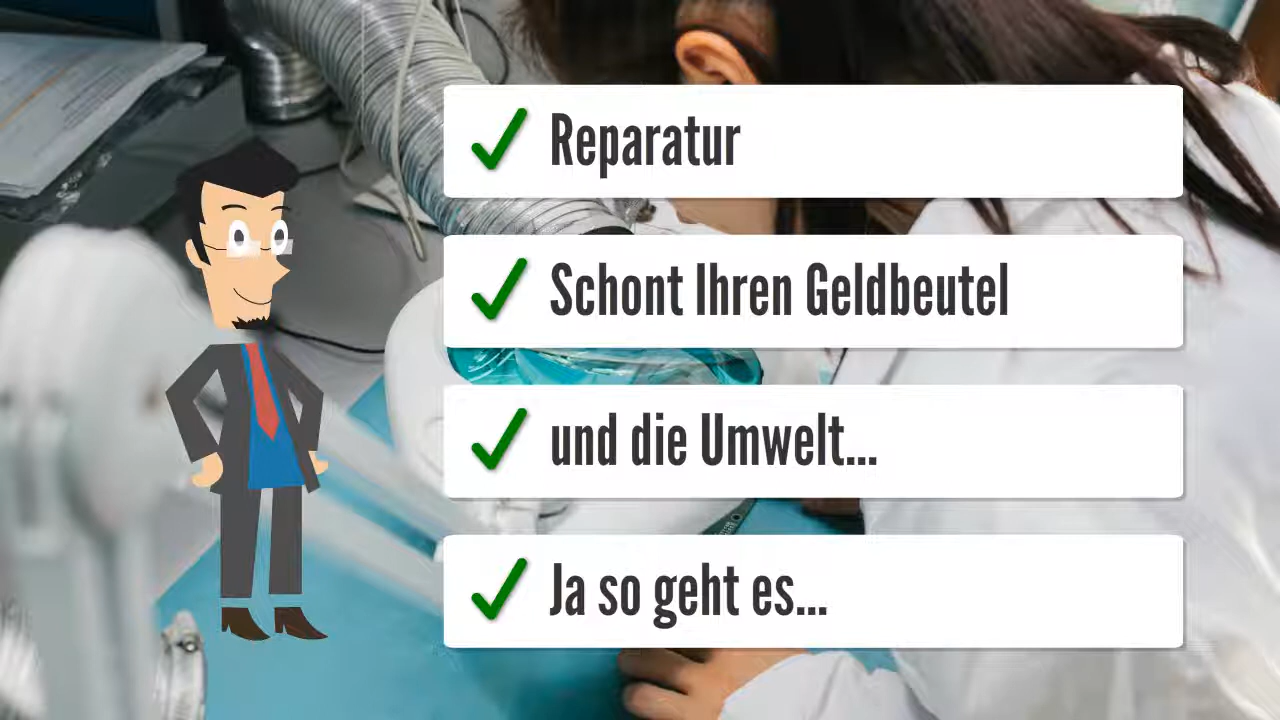 Reparatur
Schont Ihren Geldbeutel
und die Umwelt...
Ja so geht es...